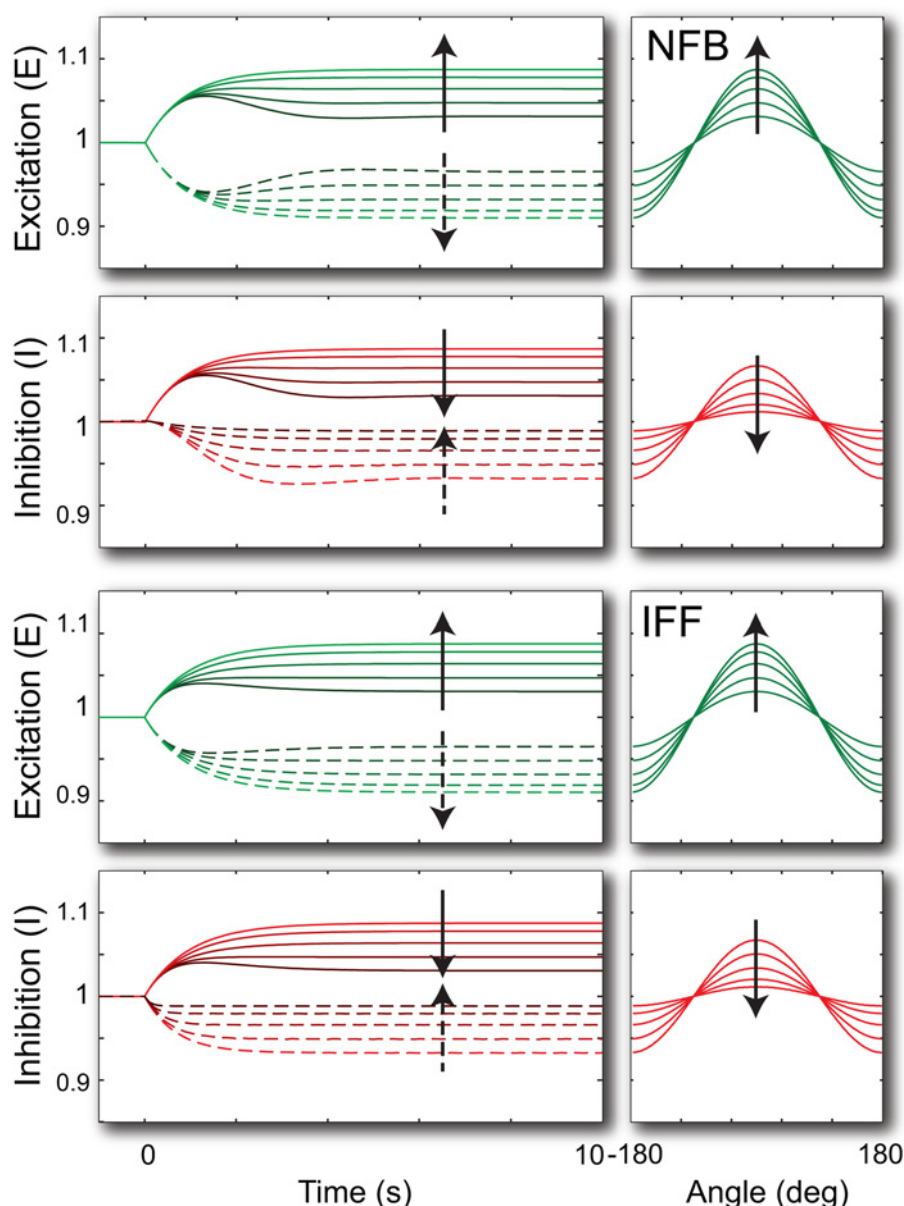 Excitation (E)
1.1
1
0.9
NFB
Inhibition (I)
1.1
1
0.9
Excitation (E)
1.1
1
0.9
IFF
Inhibition (I)
1.1
1
0.9
0
10
-180
180
Time (s)
Angle (deg)